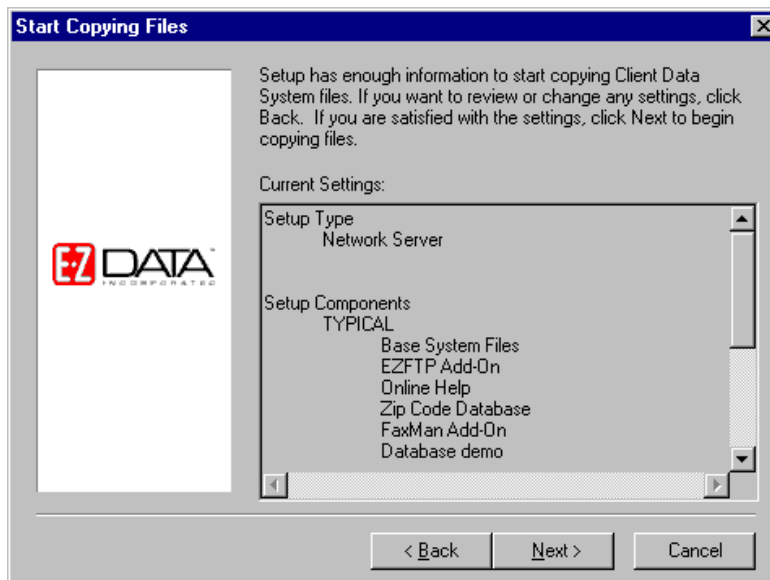 Start Copying Files
Setup has enough information to start copying Client Data
System files. If you want to review or change any settings, click
Back. If you are satisfied with the settings, click Next to begin
copying files.
Current Settings:
Setup Type
Network Server
Setup Components
TYPICAL
Base System Files
EZFTP Add-On
Online Help
Zip Code Database
FaxMan Add-On
Database demo
E·Z DATA™
INCORPORATED
< Back
Next >
Cancel